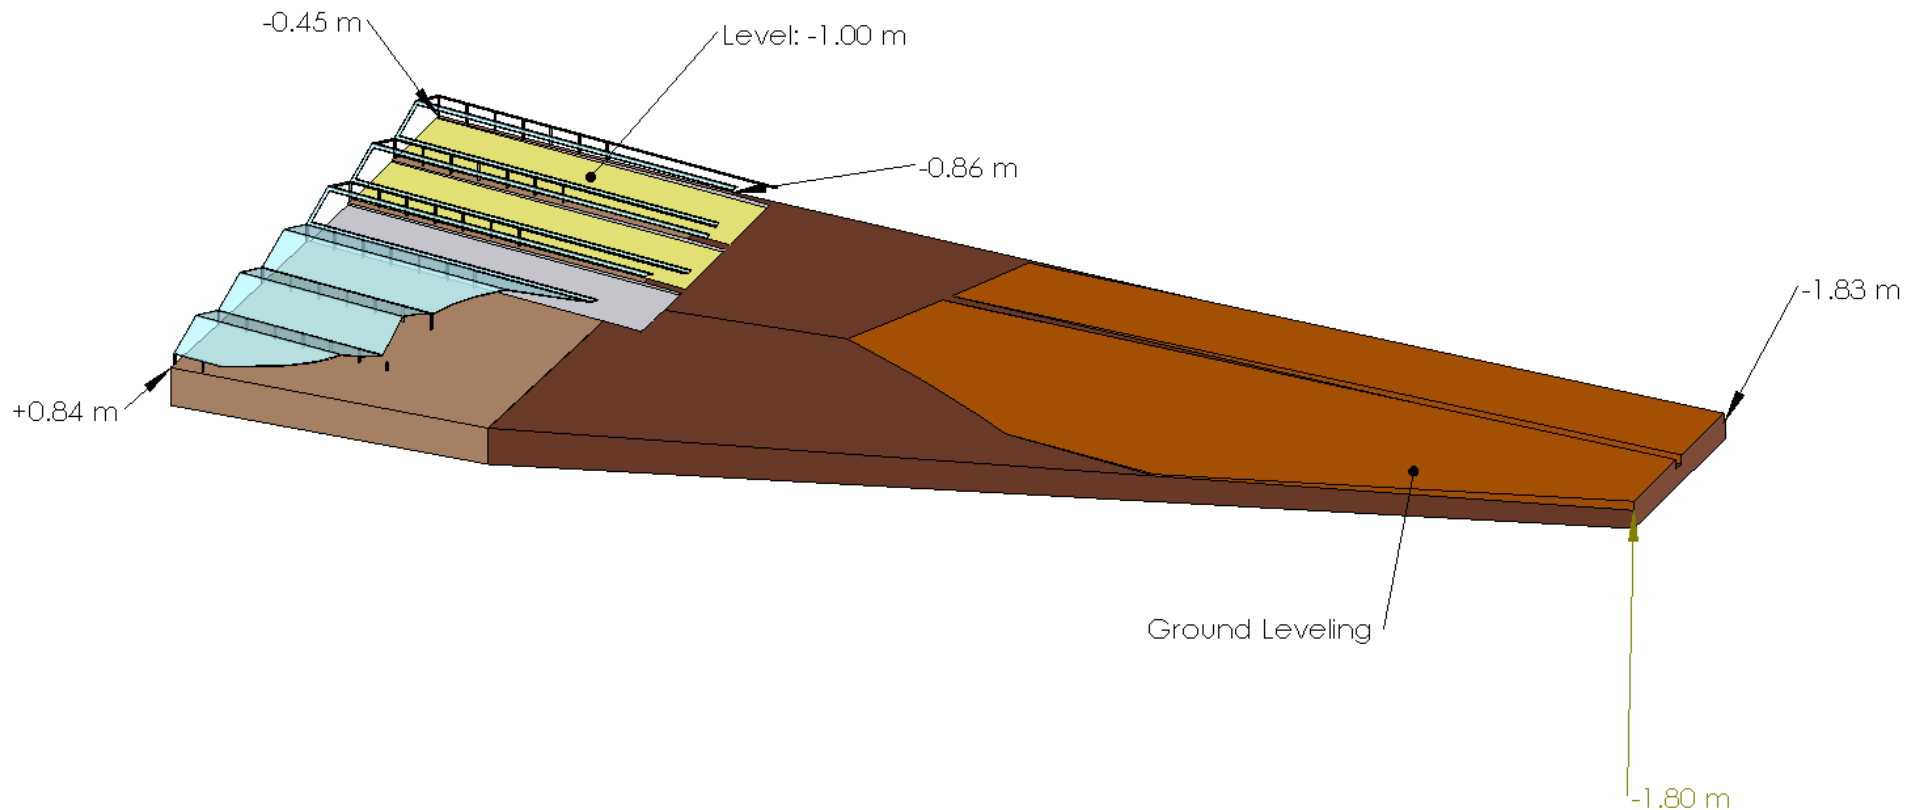 -0.45 m
Level: -1.00 m
-0.86 m
-1.83 m
+0.84 m
Ground Leveling
-1.80 m